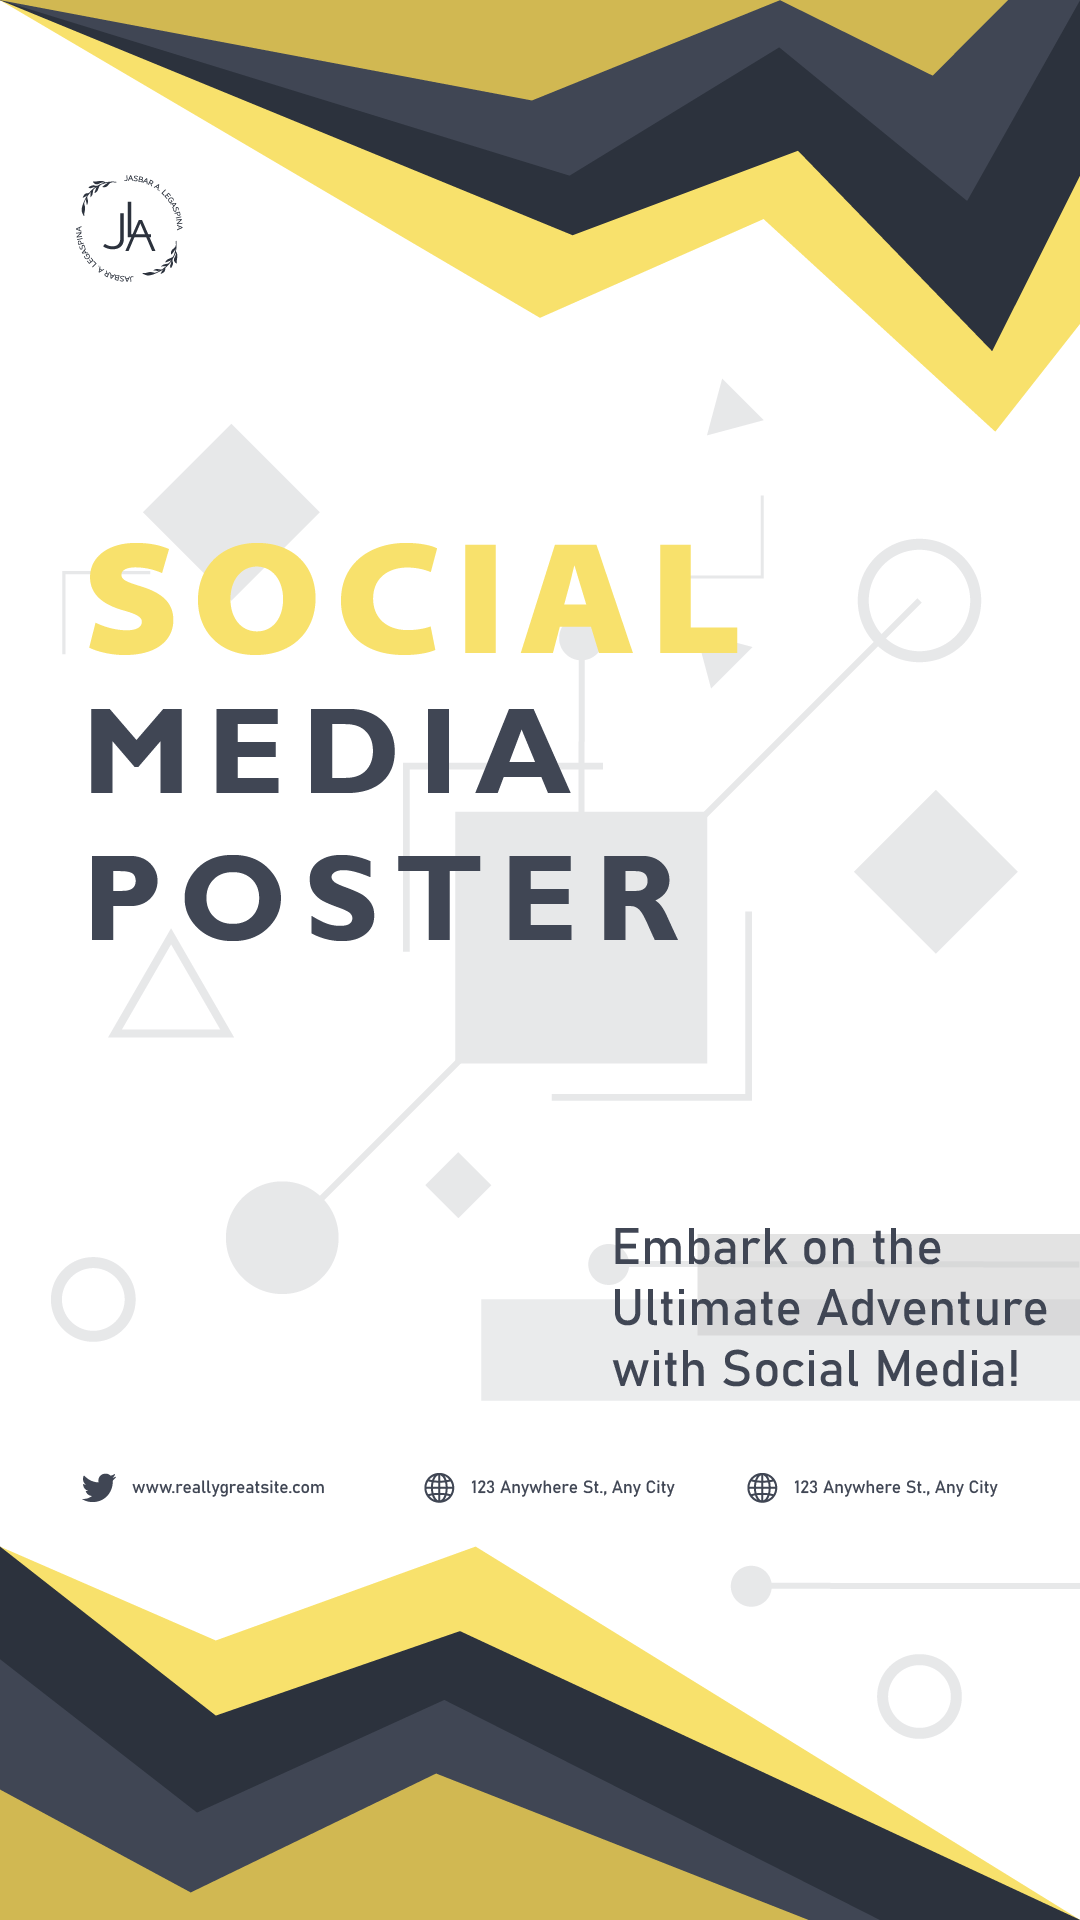 JASBAR A. LEGASPINA
JLA
JASBAR A. LEGASPINA
SOCIAL
MEDIA
POSTER
Embark on the
Ultimate Adventure
with Social Media!
www.reallygreatsite.com
123 Anywhere St., Any City
123 Anywhere St., Any City